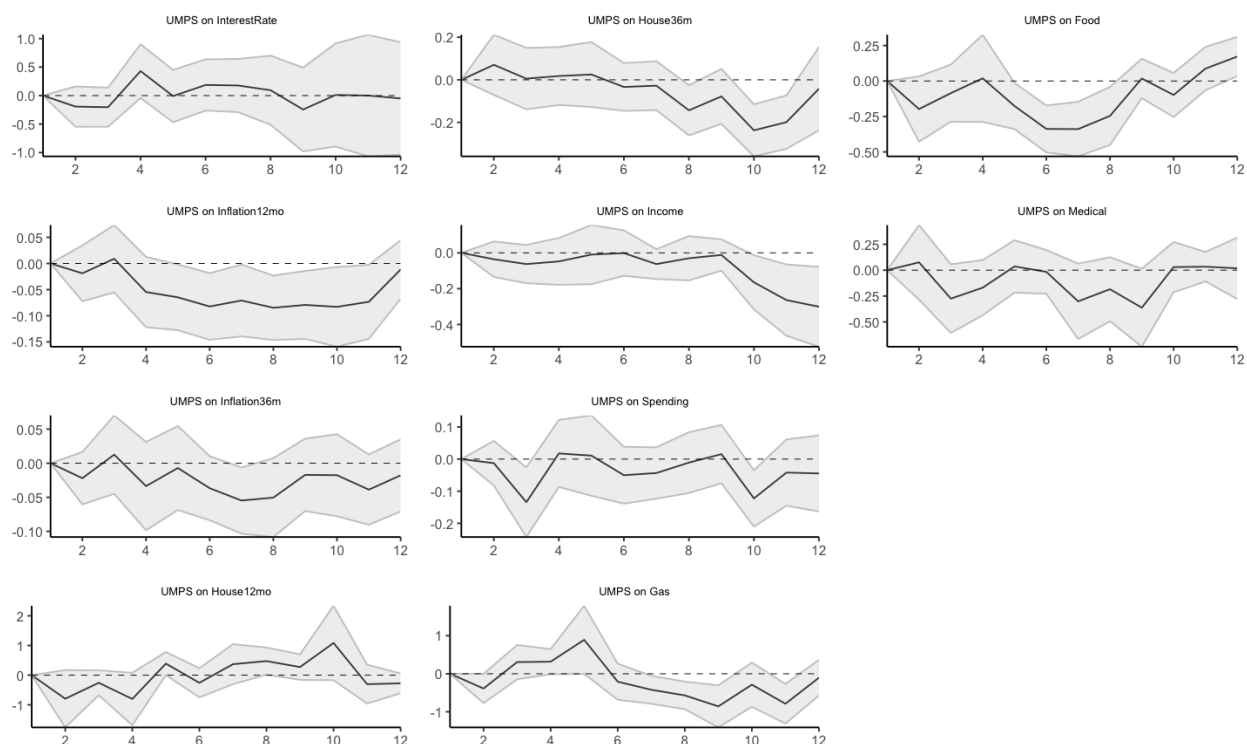 UMPS on InterestRate
1.0
0.5
0.0
-0.5
-1.0
2 4 6 8 10 12
UMPS on House36m
0.2
0.0
-0.2
2 4 6 8 10 12
UMPS on Food
0.25
0.00
-0.25
-0.50
2 4 6 8 10 12
UMPS on Inflation12mo
0.05
0.00
-0.05
-0.10
-0.15
2 4 6 8 10 12
UMPS on Income
0.0
-0.2
-0.4
2 4 6 8 10 12
UMPS on Medical
0.25
0.00
-0.25
-0.50
2 4 6 8 10 12
UMPS on Inflation36m
0.05
0.00
-0.05
-0.10
2 4 6 8 10 12
UMPS on Spending
0.1
0.0
-0.1
-0.2
2 4 6 8 10 12
UMPS on House12mo
2
1
0
-1
2 4 6 8 10 12
UMPS on Gas
1
0
-1
2 4 6 8 10 12